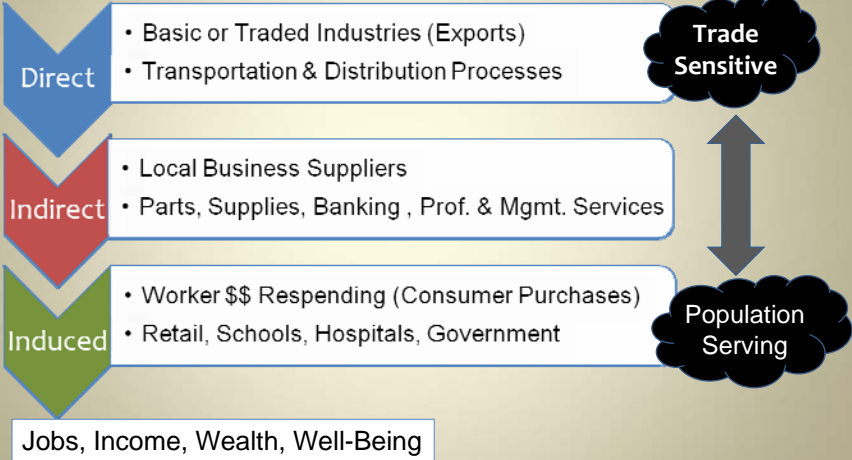 Direct
• Basic or Traded Industries (Exports)
• Transportation & Distribution Processes
Trade
Sensitive
Indirect
• Local Business Suppliers
• Parts, Supplies, Banking , Prof. & Mgmt. Services
Induced
• Worker $$ Respending (Consumer Purchases)
• Retail, Schools, Hospitals, Government
Population
Serving
Jobs, Income, Wealth, Well-Being